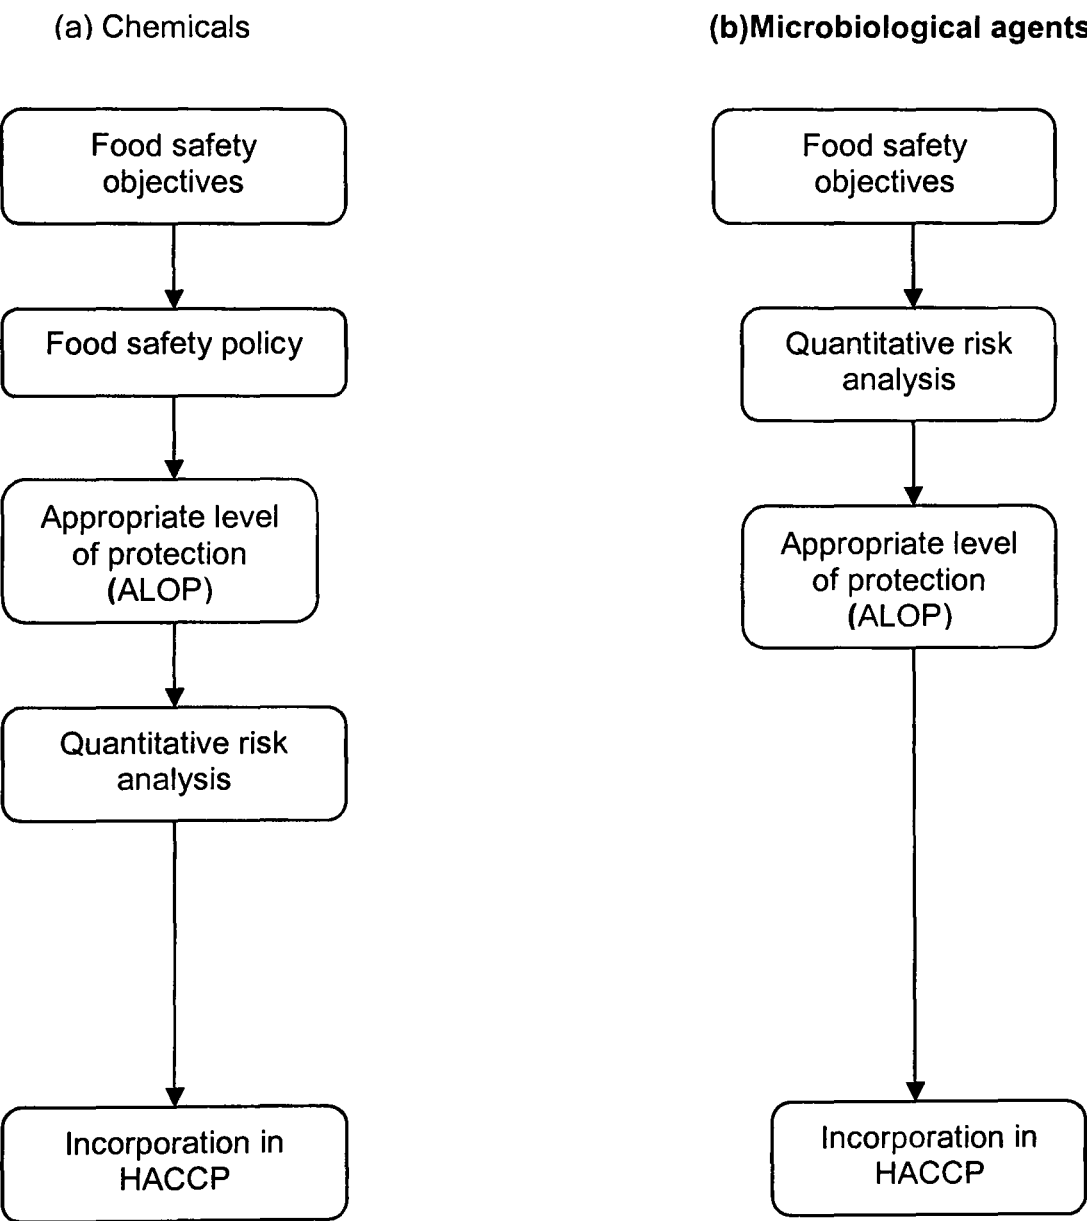 (a) Chemicals
Food safety
objectives
Food safety policy
Appropriate level
of protection
(ALOP)
Quantitative risk
analysis
Incorporation in
HACCP
(b)Microbiological agents
Food safety
objectives
Quantitative risk
analysis
Appropriate level
of protection
(ALOP)
Incorporation in
HACCP